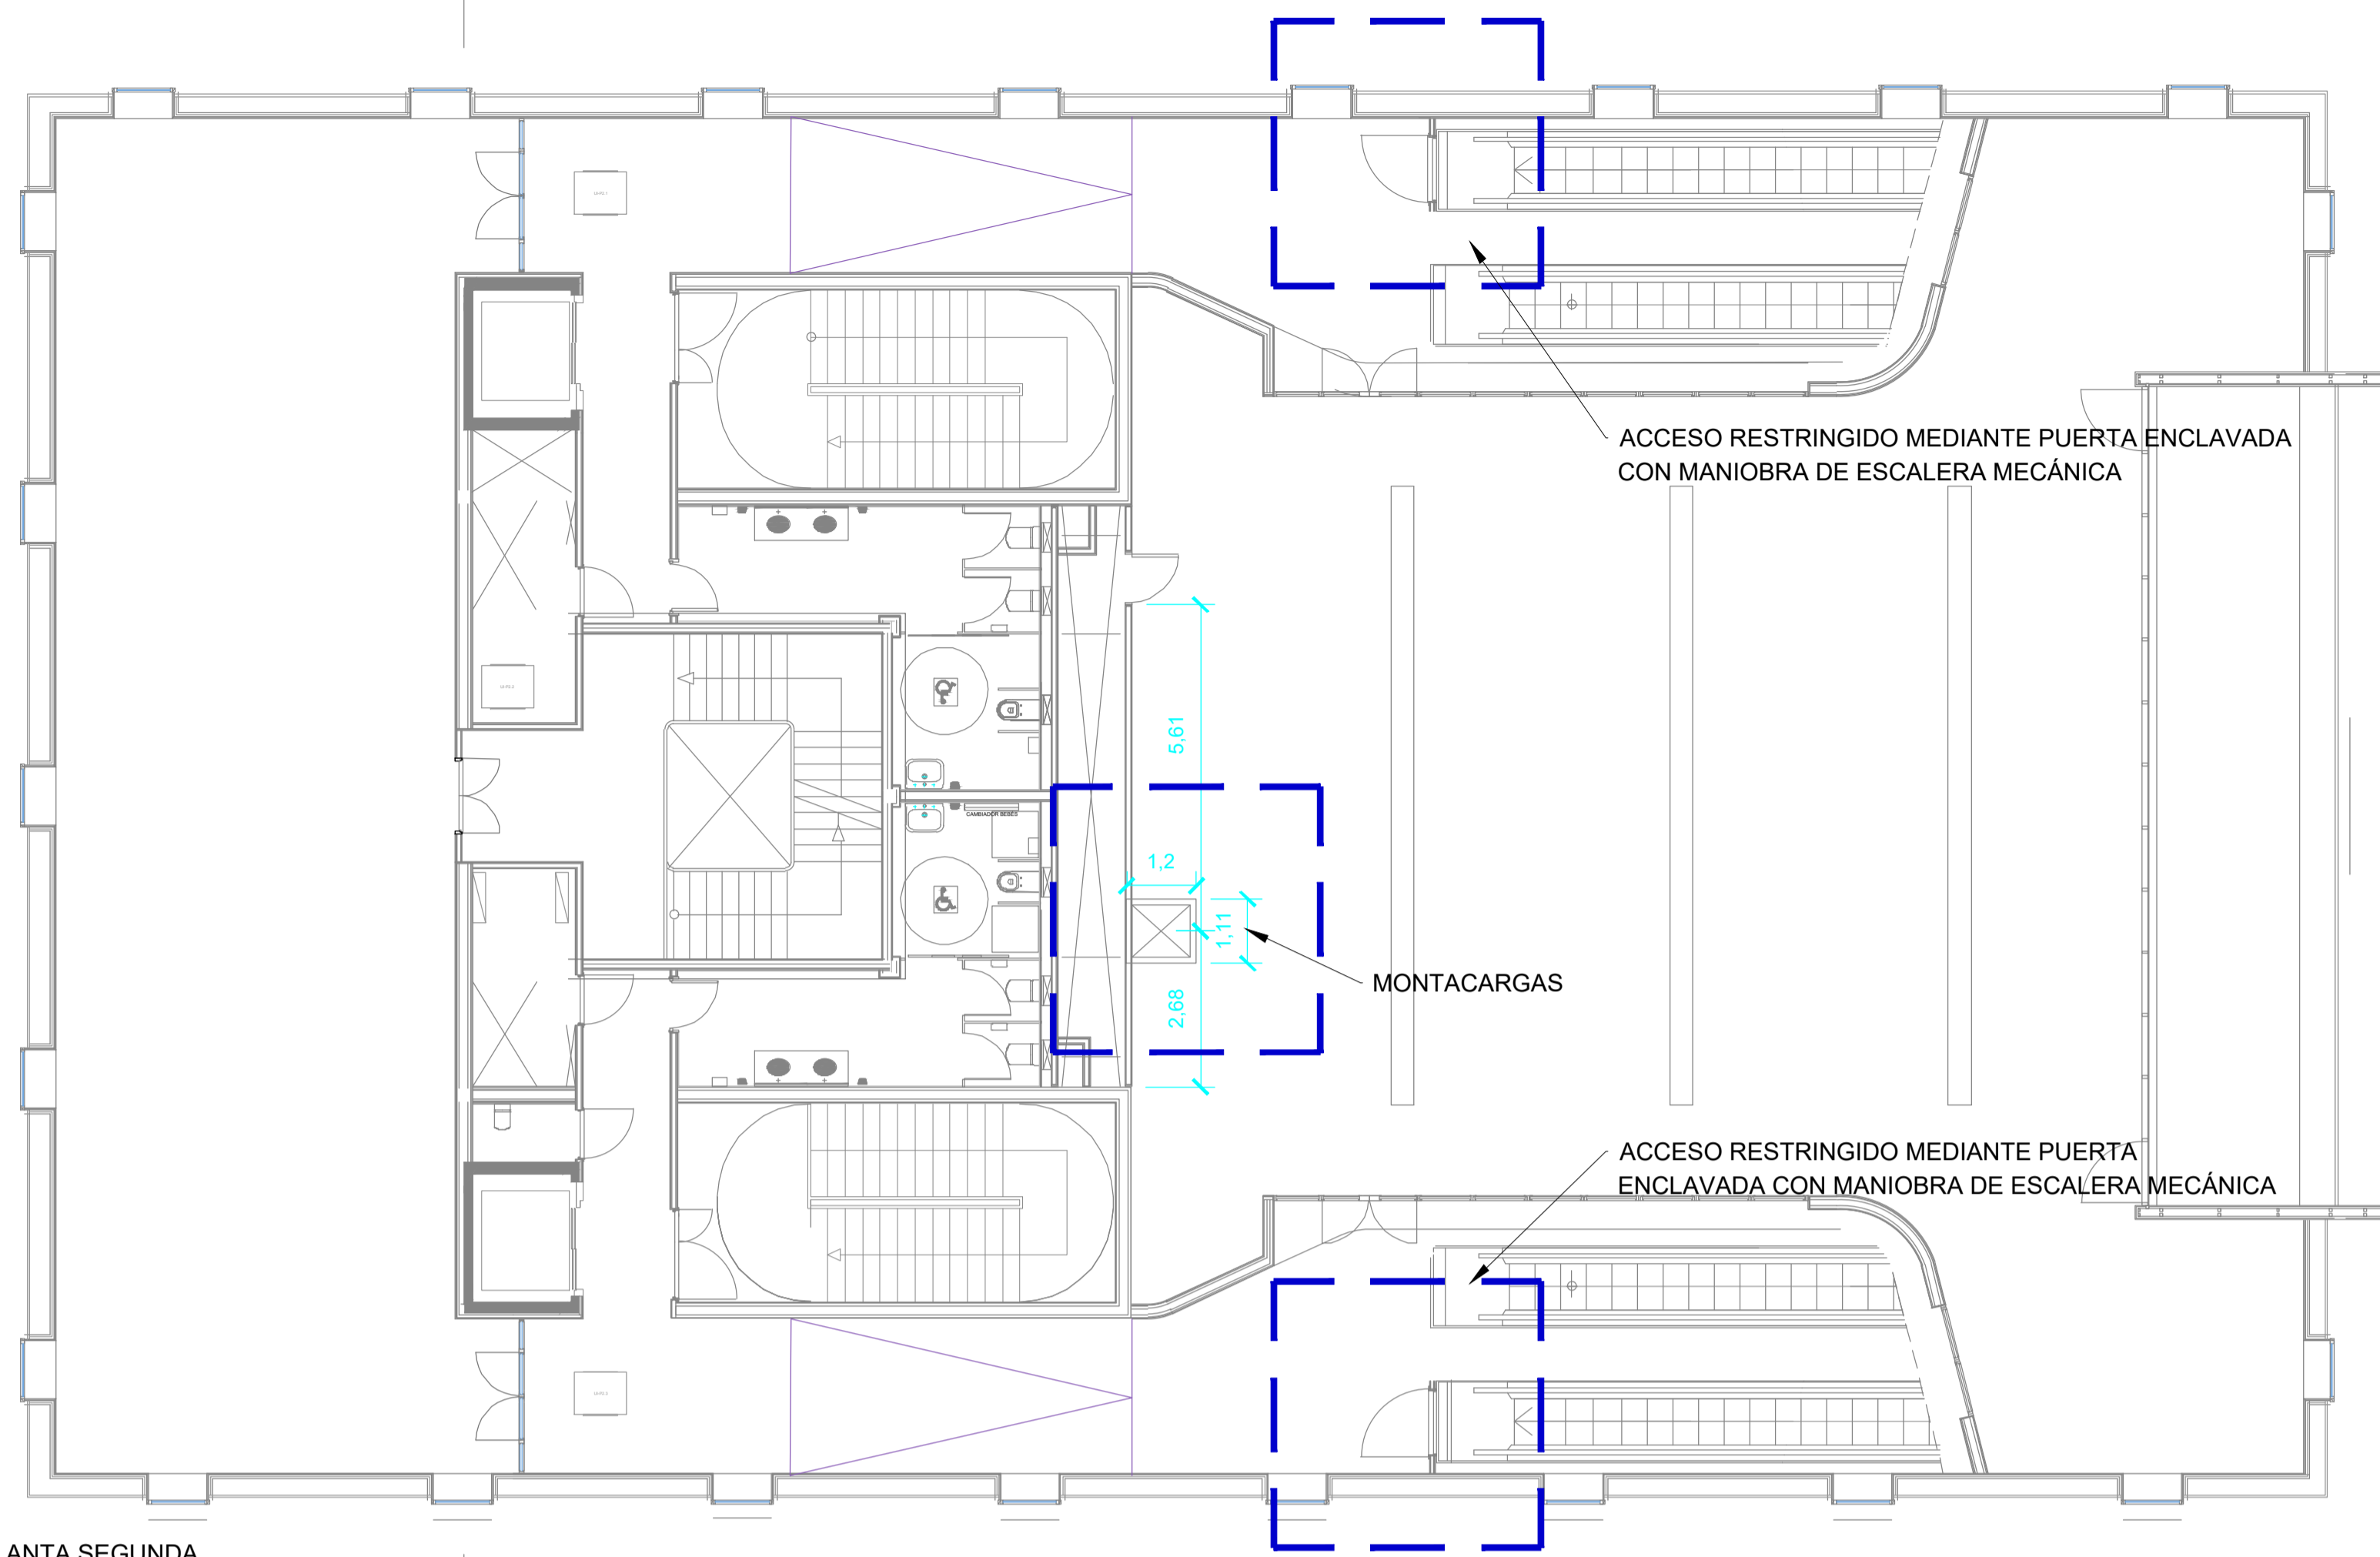 ACCESO RESTRINGIDO MEDIANTE PUERTA ENCLAVADA
CON MANIOBRA DE ESCALERA MECÁNICA
5,61
CAMBIADOR BEBES
1,2
1,11
MONTACARGAS
2,68
ACCESO RESTRINGIDO MEDIANTE PUERTA
ENCLAVADA CON MANIOBRA DE ESCALERA MECÁNICA
ANTA SEGUNDA